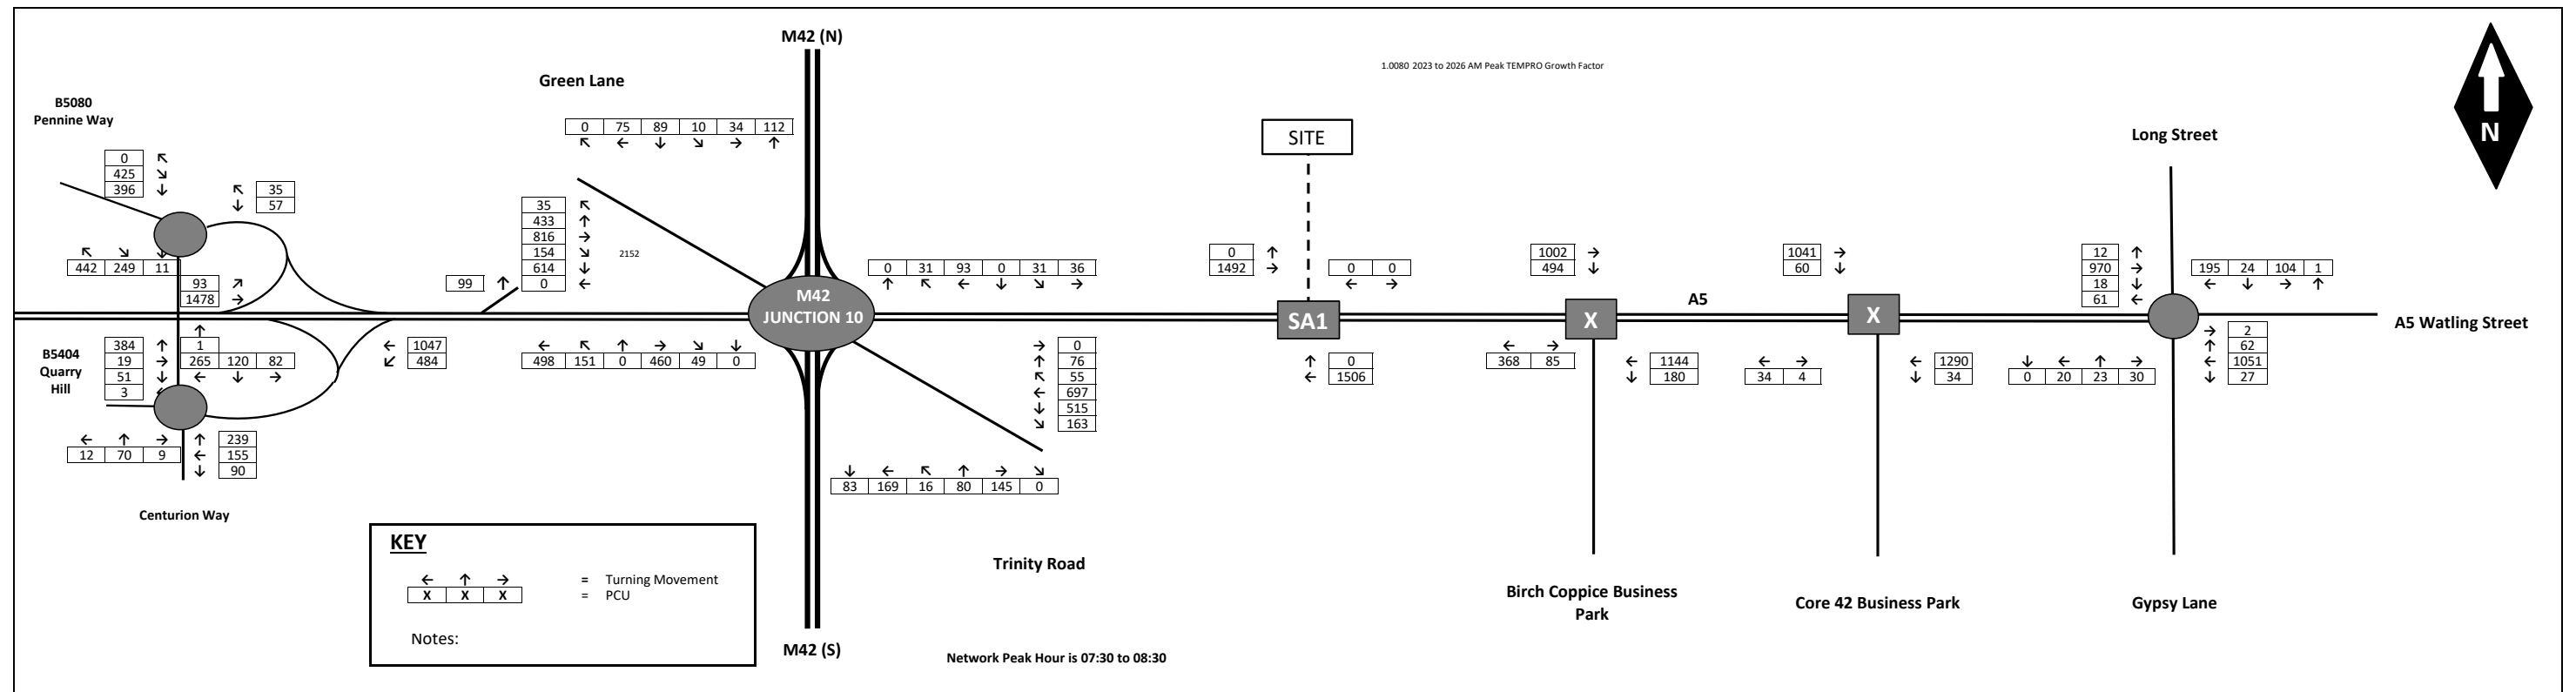 M42 (N)
1.0080 2023 to 2026 AM Peak TEMPRO Growth Factor
Green Lane
B5080
Pennine Way
0 75 89 10 34 112
↖ ← ↓ ↘ → ↑
SITE
Long Street
N
0 ↖
425 ↘
396 ↓
↖ 35
↓ 57
35 ↖
433 ↑
816 →
154 ↘
614 ↓
0 ←
2152
↖ ↘ ↓
442 249 11
93 ↗
1478 →
99 ↑
0 31 93 0 31 36
↑ ↖ ← ↓ ↘ →
0 ↑
1492 →
0 0
← →
1002 →
494 ↓
1041 →
60 ↓
12 ↑
970 →
18 ↓
61 ←
195 24 104 1
← ↓ → ↑
M42
JUNCTION 10
SA1
X
A5
X
A5 Watling Street
B5404
Quarry
Hill
384 ↑
19 →
51 ↓
3 ←
↑
1
265 120 82
← ↓ →
← 1047
↙ 484
← ↖ ↑ → ↘ ↓
498 151 0 460 49 0
→ 0
↑ 76
↖ 55
← 697
↓ 515
↘ 163
↑ 0
← 1506
← →
368 85
← 1144
↓ 180
← →
34 4
← 1290
↓ 34
↓ ← ↑ →
0 20 23 30
→ 2
↑ 62
← 1051
↓ 27
← ↑ →
12 70 9
↑ 239
← 155
↓ 90
↓ ← ↖ ↑ → ↘
83 169 16 80 145 0
Centurion Way
KEY
← ↑ → = Turning Movement
X X X = PCU
Notes:
Trinity Road
Birch Coppice Business
Park
Core 42 Business Park
Gypsy Lane
M42 (S)
Network Peak Hour is 07:30 to 08:30